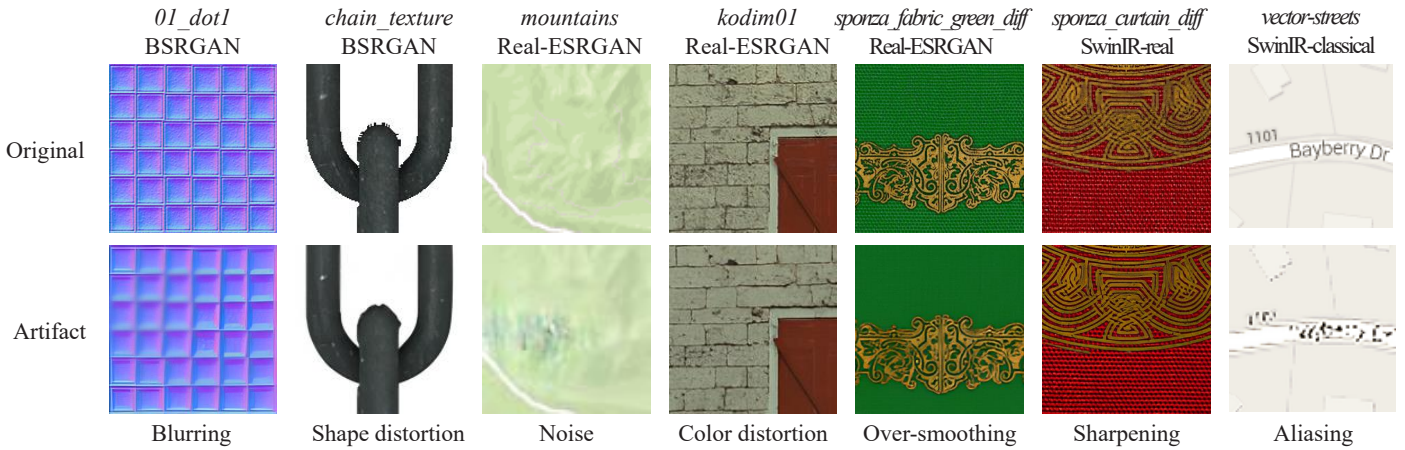 01_dot1 chain_texture mountains kodim01 sponza_fabric_green_diff sponza_curtain_diff vector-streets
BSRGAN BSRGAN Real-ESRGAN Real-ESRGAN Real-ESRGAN SwinIR-real SwinIR-classical
Original
1101
Bayberry Dr
Artifact
Blurring Shape distortion Noise Color distortion Over-smoothing Sharpening Aliasing